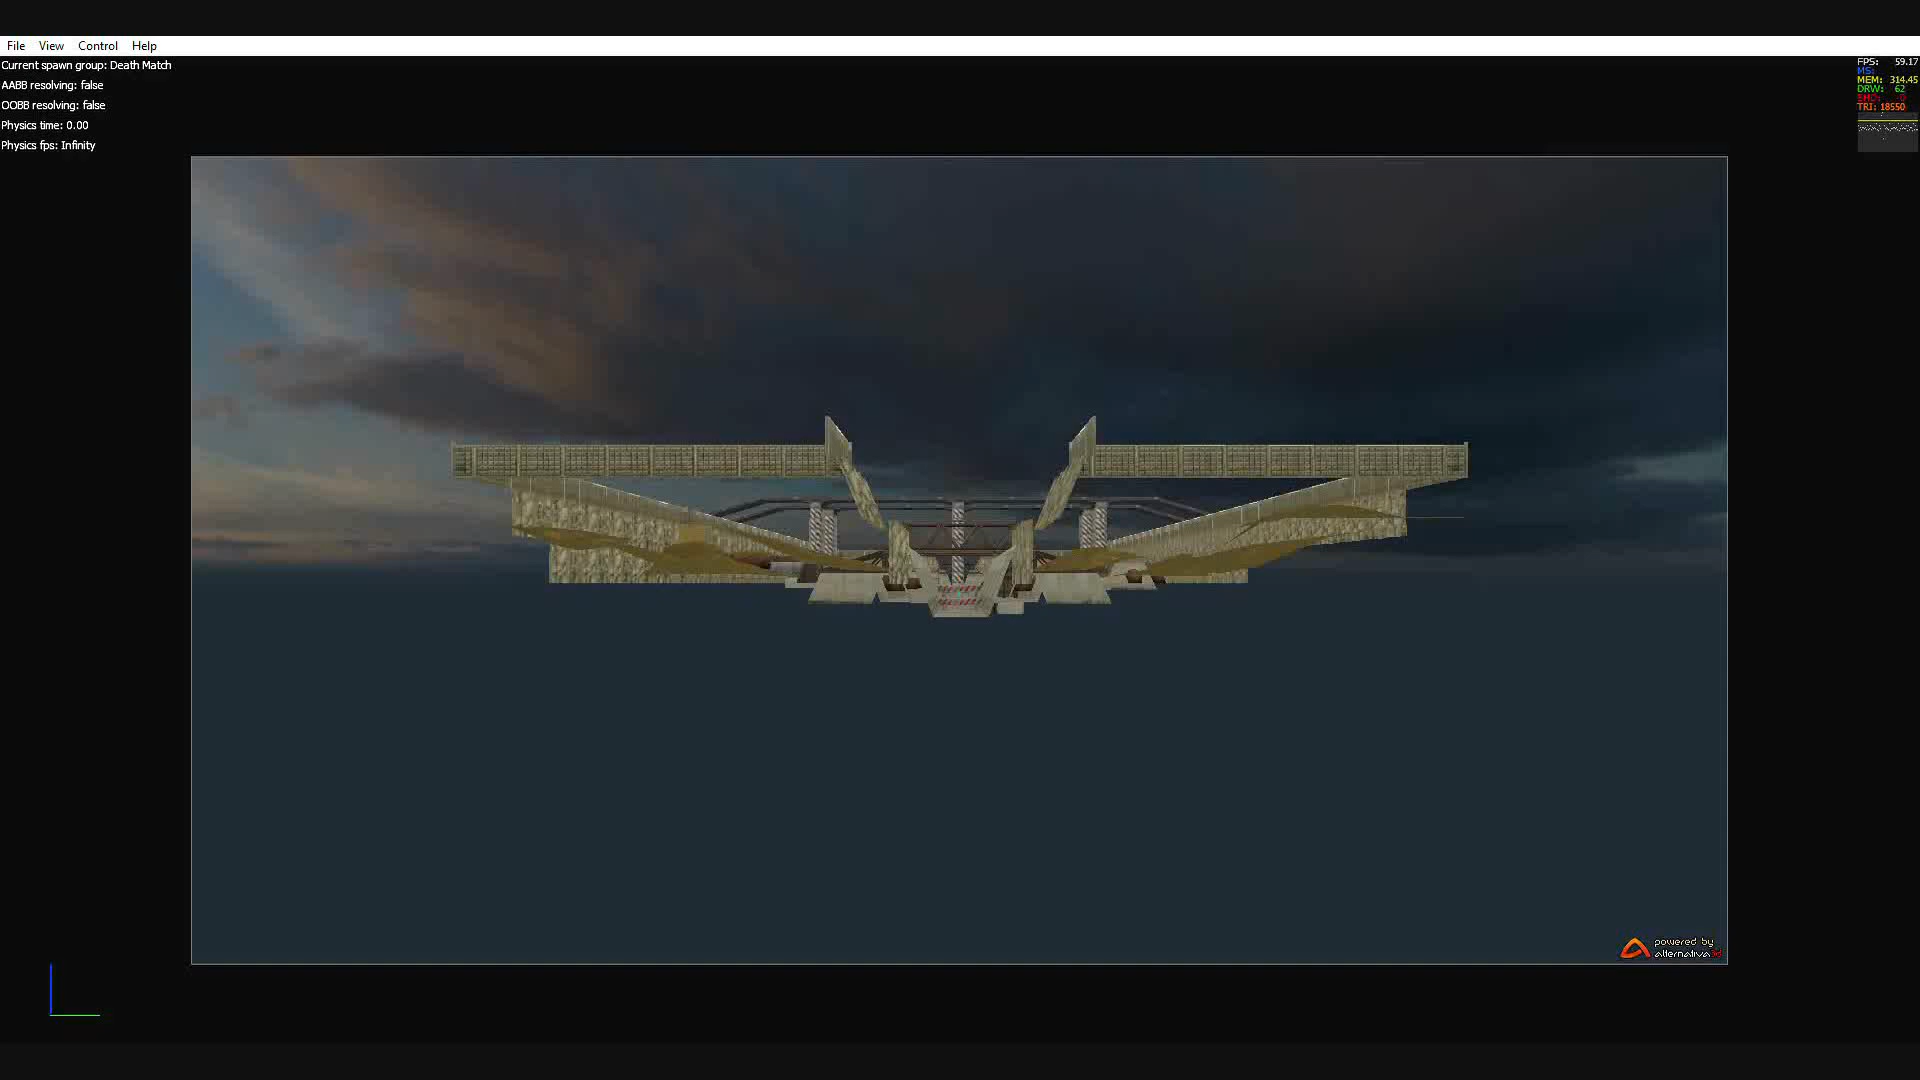 File View Control Help
Current spawn group: Death Match
AABB resolving: false
OOBB resolving: false
Physics time: 0.00
Physics fps: Infinity
FPS: 59.17
MS:
MEM: 314.45
DRW: 62
TRI: 18550
powered by
alternativa3d